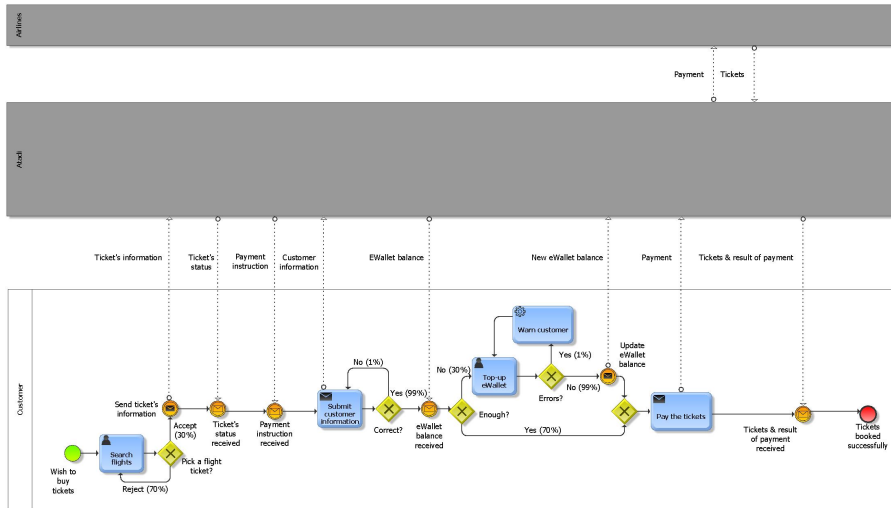 Airlines
Payment
Tickets
Atadi
Ticket's information
Ticket's
status
Payment
instruction
Customer
information
EWallet balance
New eWallet balance
Payment
Tickets & result of payment
Customer
Warn customer
Yes (1%)
Update
eWallet
balance
No (1%)
No (30%)
Top-up
eWallet
No (99%)
Errors?
Yes (99%)
Send ticket's
information
Submit
customer
information
Correct?
Enough?
Pay the tickets
Accept
(30%)
Ticket's
status
received
Payment
instruction
received
eWallet
balance
received
Yes (70%)
Tickets & result
of payment
received
Tickets
booked
successfully
Search
flights
Pick a flight
ticket?
Wish to
buy
tickets
Reject (70%)